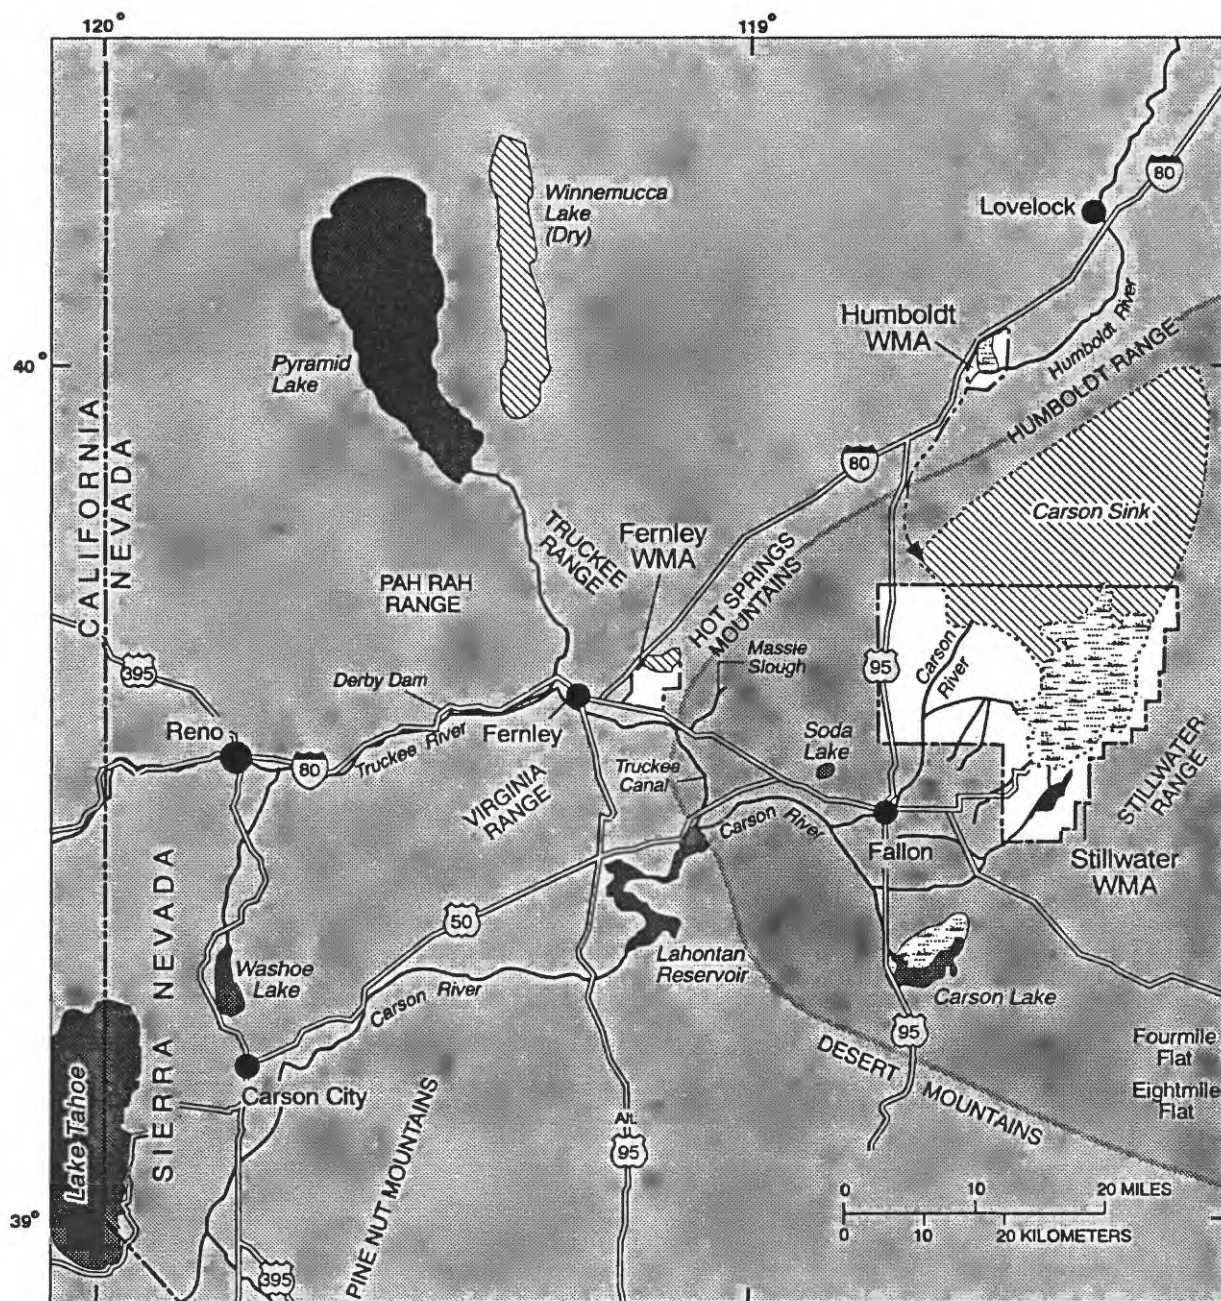 120°
119°
80
Lovelock
Winnemucca
Lake
(Dry)
Humboldt
WMA
Humboldt River
HUMBOLDT RANGE
40°
Pyramid
Lake
CALIFORNIA
NEVADA
80
Carson Sink
TRUCKEE
RANGE
Fernley
WMA
HOT SPRINGS
MOUNTAINS
PAH RAH
RANGE
395
Massie
Slough
95
Carson
River
Derby Dam
Reno
Fernley
Soda
Lake
80
Truckee River
Truckee
Canal
STILLWATER
RANGE
VIRGINIA
RANGE
Carson River
Fallon
Stillwater
WMA
SIERRA NEVADA
50
Washoe
Lake
Lahontan
Reservoir
Carson River
Carson Lake
95
Fourmile
Flat
DESERT MOUNTAINS
Carson City
Eightmile
Flat
Lake Tahoe
PINE NUT MOUNTAINS
Alt.
95
0 10 20 MILES
39°
0 10 20 KILOMETERS
395